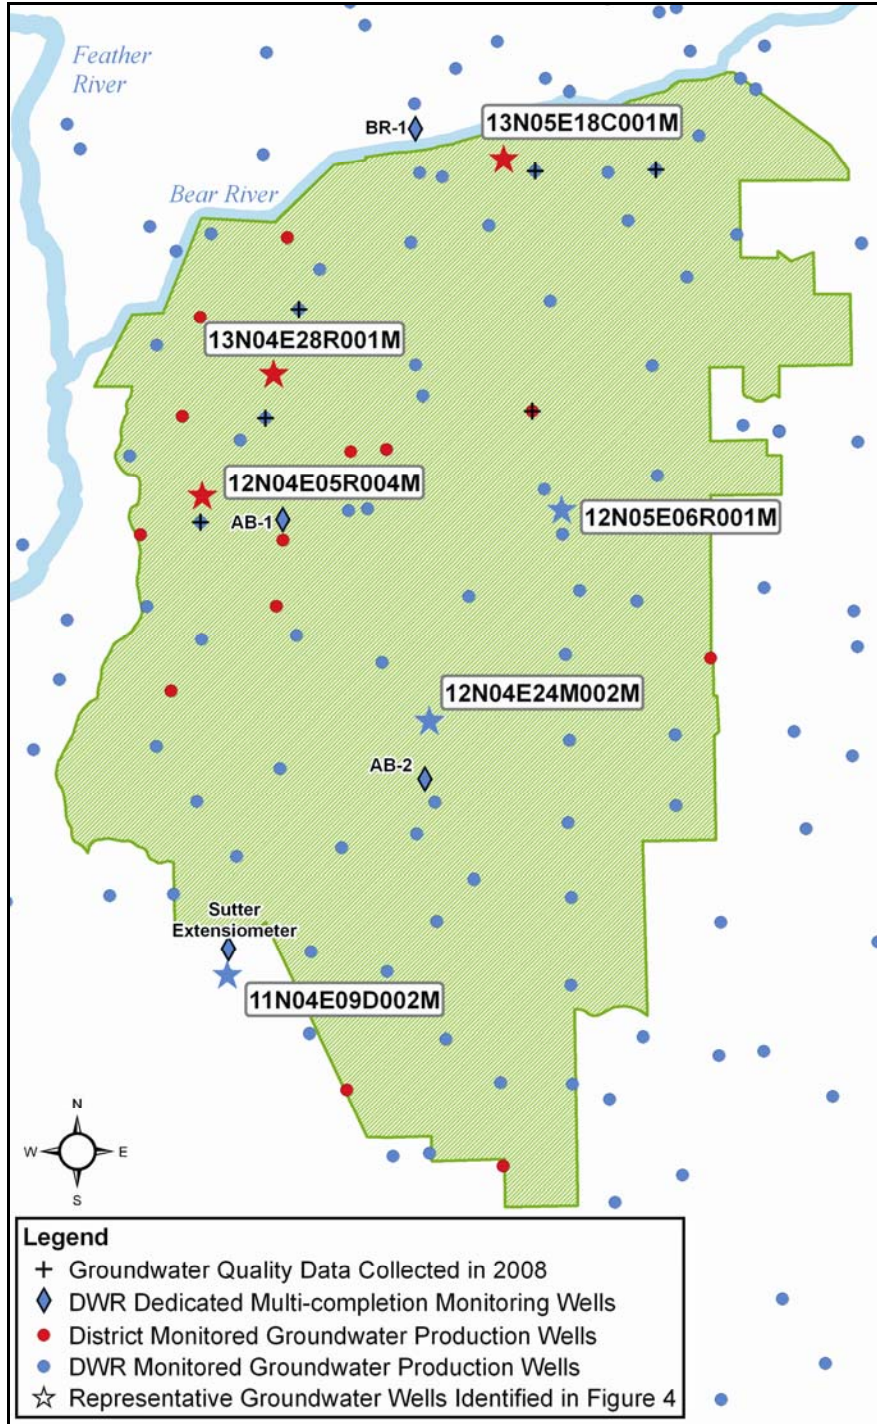 Feather
River
BR-1
13N05E18C001M
Bear River
13N04E28R001M
12N04E05R004M
AB-1
12N05E06R001M
12N04E24M002M
AB-2
Sutter
Extensiometer
11N04E09D002M
N
W
E
S
Legend
Groundwater Quality Data Collected in 2008
DWR Dedicated Multi-completion Monitoring Wells
District Monitored Groundwater Production Wells
DWR Monitored Groundwater Production Wells
Representative Groundwater Wells Identified in Figure 4